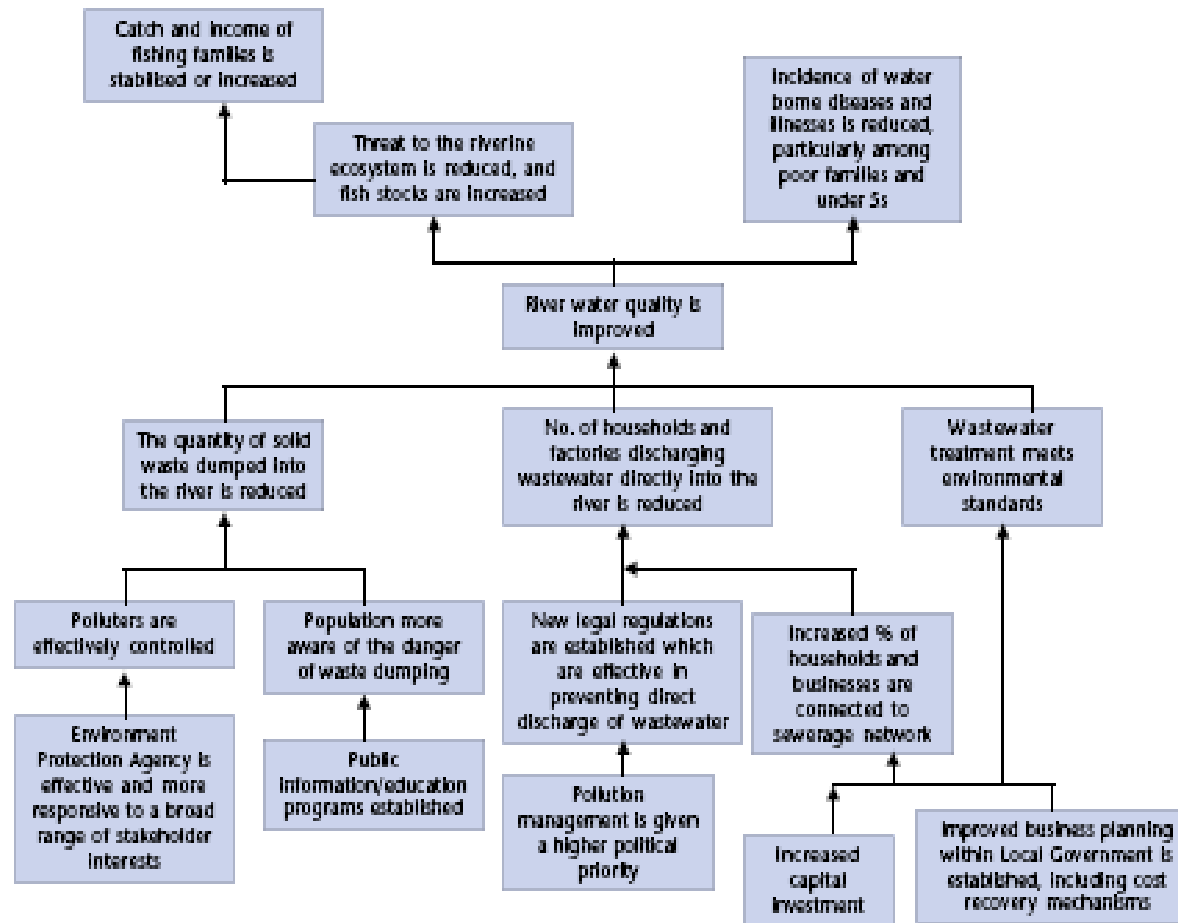 Catch and income of
fishing families is
stabilised or increased
Incidence of water
borne diseases and
illnesses is reduced,
particularly among
poor families and
under 5s
Threat to the riverine
ecosystem is reduced, and
fish stocks are increased
River water quality is
improved
The quantity of solid
waste dumped into
the river is reduced
No. of households and
factories discharging
wastewater directly into the
river is reduced
Wastewater
treatment meets
environmental
standards
Polluters are
effectively controlled
Population more
aware of the danger
of waste dumping
New legal regulations
are established which
are effective in
preventing direct
discharge of wastewater
Increased % of
households and
businesses are
connected to
sewerage network
Environment
Protection Agency is
effective and more
responsive to a broad
range of stakeholder
interests
Public
information/education
programs established
Pollution
management is given
a higher political
priority
Increased
capital
investment
Improved business planning
within Local Government is
established, including cost
recovery mechanisms